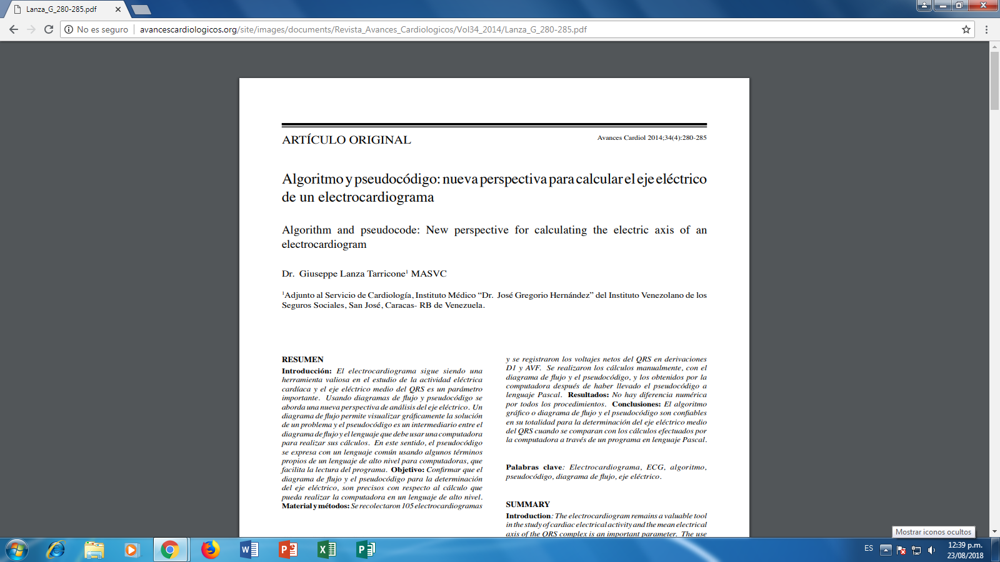 Lanza_G_280-285.pdf
No es seguro
avancescardiologicos.org/site/images/documents/Revista_Avances_Cardiologicos/Vol34_2014/Lanza_G_280-285.pdf
ARTÍCULO ORIGINAL
Avances Cardiol 2014;34(4):280-285
Algoritmo y pseudocódigo: nueva perspectiva para calcular el eje eléctrico
de un electrocardiograma
Algorithm and pseudocode: New perspective for calculating the electric axis of an
electrocardiogram
Dr. Giuseppe Lanza Tarricone¹ MASVC
¹Adjunto al Servicio de Cardiología, Instituto Médico “Dr. José Gregorio Hernández” del Instituto Venezolano de los
Seguros Sociales, San José, Caracas- RB de Venezuela.
RESUMEN
Introducción: El electrocardiograma sigue siendo una
herramienta valiosa en el estudio de la actividad eléctrica
cardíaca y el eje eléctrico medio del QRS es un parámetro
importante. Usando diagramas de flujo y pseudocódigo se
aborda una nueva perspectiva de análisis del eje eléctrico. Un
diagrama de flujo permite visualizar gráficamente la solución
de un problema y el pseudocódigo es un intermediario entre el
diagrama de flujo y el lenguaje que debe usar una computadora
para realizar sus cálculos. En este sentido, el pseudocódigo
se expresa con un lenguaje común usando algunos términos
propios de un lenguaje de alto nivel para computadoras, que
facilita la lectura del programa. Objetivo: Confirmar que el
diagrama de flujo y el pseudocódigo para la determinación
del eje eléctrico, son precisos con respecto al cálculo que
pueda realizar la computadora en un lenguaje de alto nivel.
Material y métodos: Se recolectaron 105 electrocardiogramas
y se registraron los voltajes netos del QRS en derivaciones
D1 y AVF. Se realizaron los cálculos manualmente, con el
diagrama de flujo y el pseudocódigo, y los obtenidos por la
computadora después de haber llevado el pseudocódigo a
lenguaje Pascal. Resultados: No hay diferencia numérica
por todos los procedimientos. Conclusiones: El algoritmo
gráfico o diagrama de flujo y el pseudocódigo son confiables
en su totalidad para la determinación del eje eléctrico medio
del QRS cuando se comparan con los cálculos efectuados por
la computadora a través de un programa en lenguaje Pascal.
Palabras clave: Electrocardiograma, ECG, algoritmo,
pseudocódigo, diagrama de flujo, eje eléctrico.
SUMMARY
Introduction: The electrocardiogram remains a valuable tool
in the study of cardiac electrical activity and the mean electrical
axis of the QRS complex is an important parameter. The use
Mostrar iconos ocultos
ES
12:39 p.m.
23/08/2018